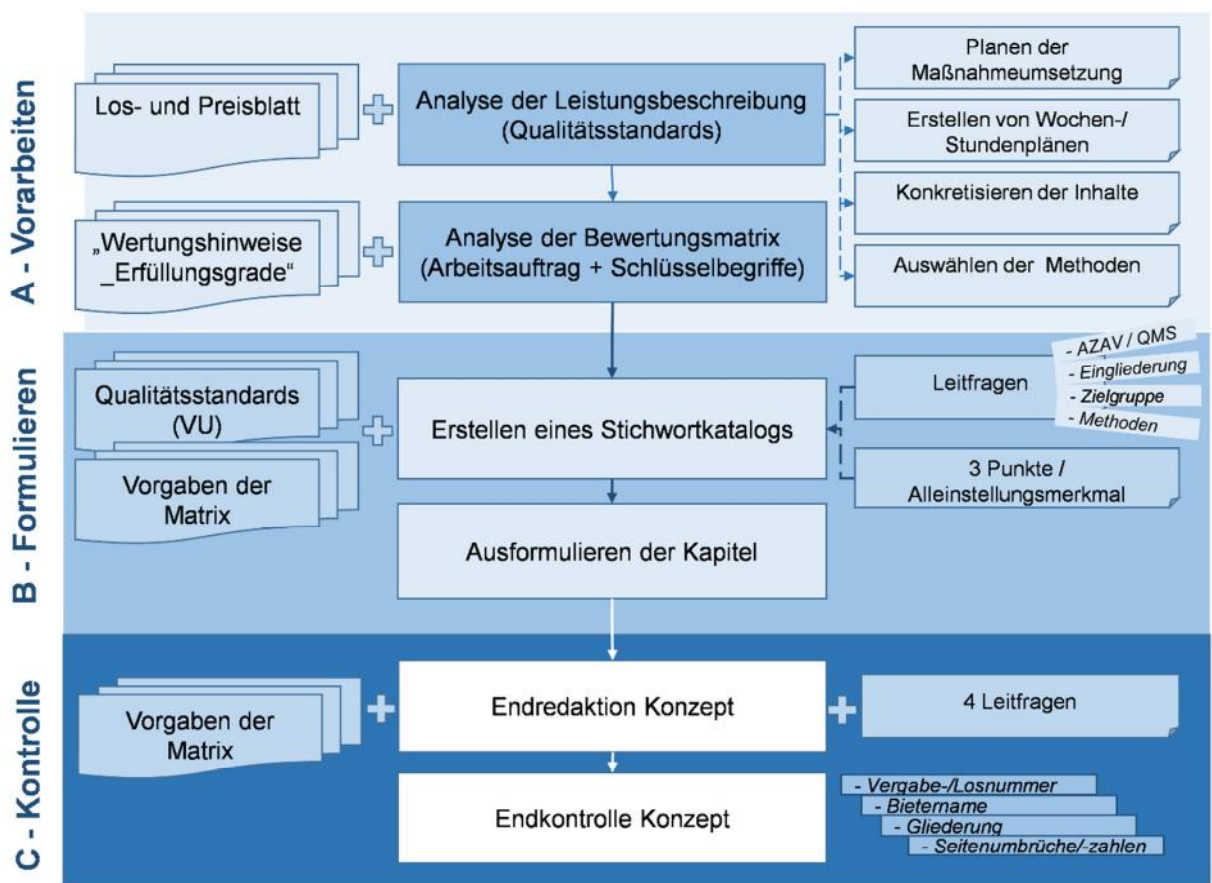 A - Vorarbeiten
Los- und Preisblatt
Analyse der Leistungsbeschreibung
(Qualitätsstandards)
Planen der
Maßnahmeumsetzung
Erstellen von Wochen-/
Stundenplänen
Konkretisieren der Inhalte
Auswählen der Methoden
„Wertungshinweise
_Erfüllungsgrade“
Analyse der Bewertungsmatrix
(Arbeitsauftrag + Schlüsselbegriffe)
B - Formulieren
Qualitätsstandards
(VU)
Vorgaben der
Matrix
Erstellen eines Stichwortkatalogs
Leitfragen
- AZAV / QMS
- Eingliederung
- Zielgruppe
- Methoden
3 Punkte /
Alleinstellungsmerkmal
Ausformulieren der Kapitel
C - Kontrolle
Vorgaben der
Matrix
Endredaktion Konzept
4 Leitfragen
Endkontrolle Konzept
- Vergabe-/Losnummer
- Bietername
- Gliederung
- Seitenumbrüche/-zahlen